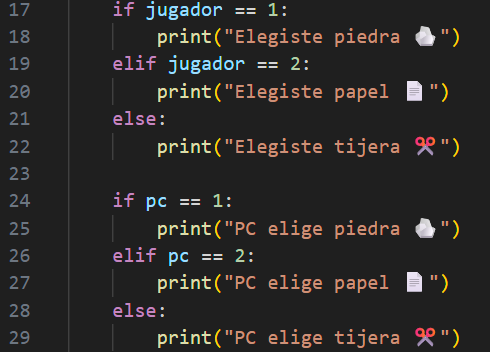 17 if jugador == 1:
18 print("Elegiste piedra 🪨")
19 elif jugador == 2:
20 print("Elegiste papel 📄")
21 else:
22 print("Elegiste tijera ✂️")
23
24 if pc == 1:
25 print("PC elige piedra 🪨")
26 elif pc == 2:
27 print("PC elige papel 📄")
28 else:
29 print("PC elige tijera ✂️")